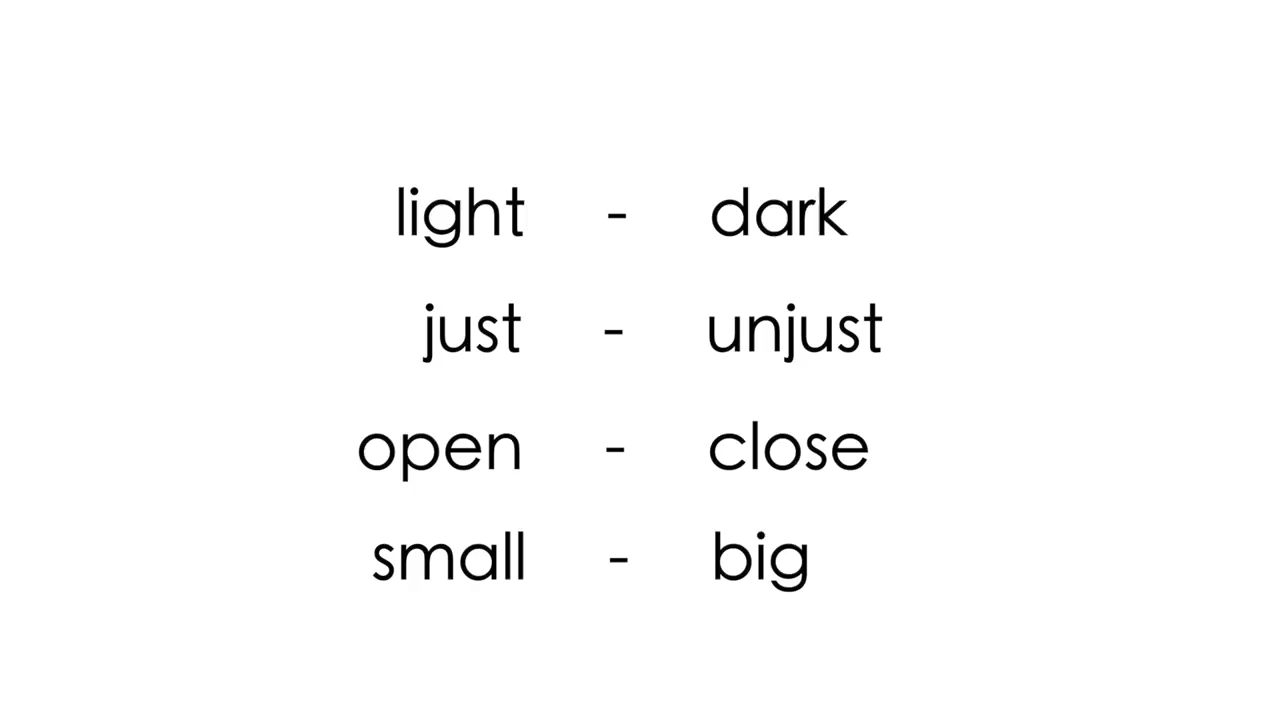 light - dark
just - unjust
open - close
small - big